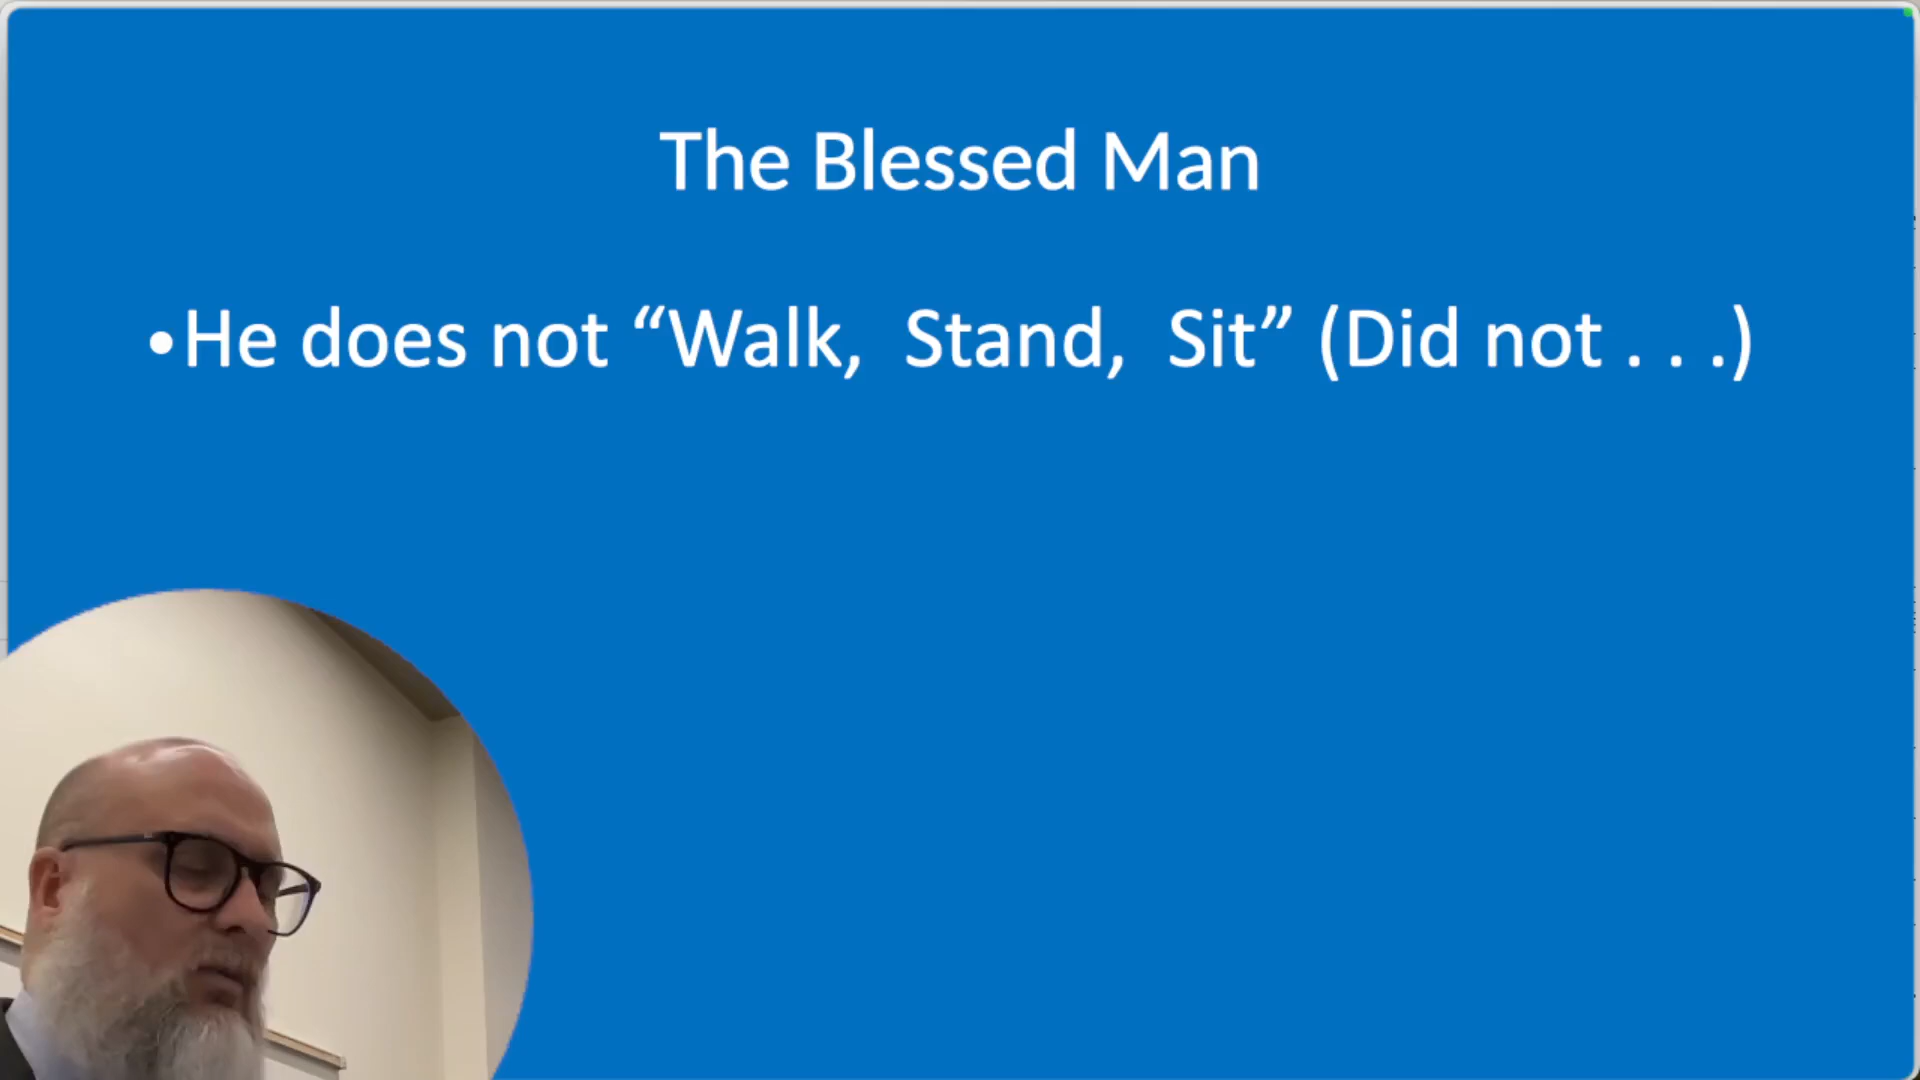 The Blessed Man
•He does not “Walk,  Stand,  Sit” (Did not . . .)